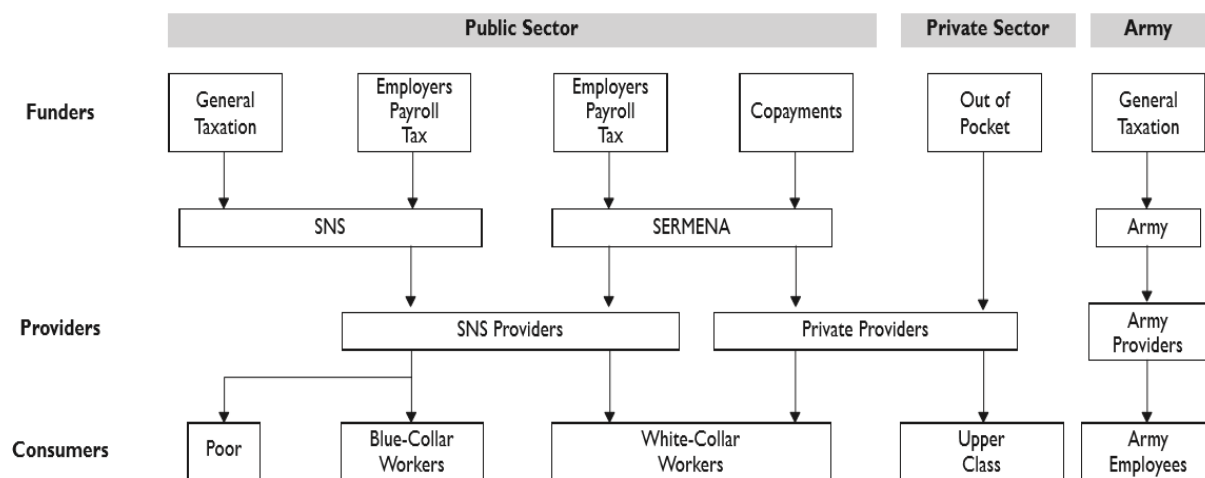 Public Sector
Private Sector
Army
Funders
General
Taxation
Employers
Payroll
Tax
Employers
Payroll
Tax
Copayments
Out of
Pocket
General
Taxation
SNS
SERMENA
Army
Providers
SNS Providers
Private Providers
Army
Providers
Consumers
Poor
Blue-Collar
Workers
White-Collar
Workers
Upper
Class
Army
Employees